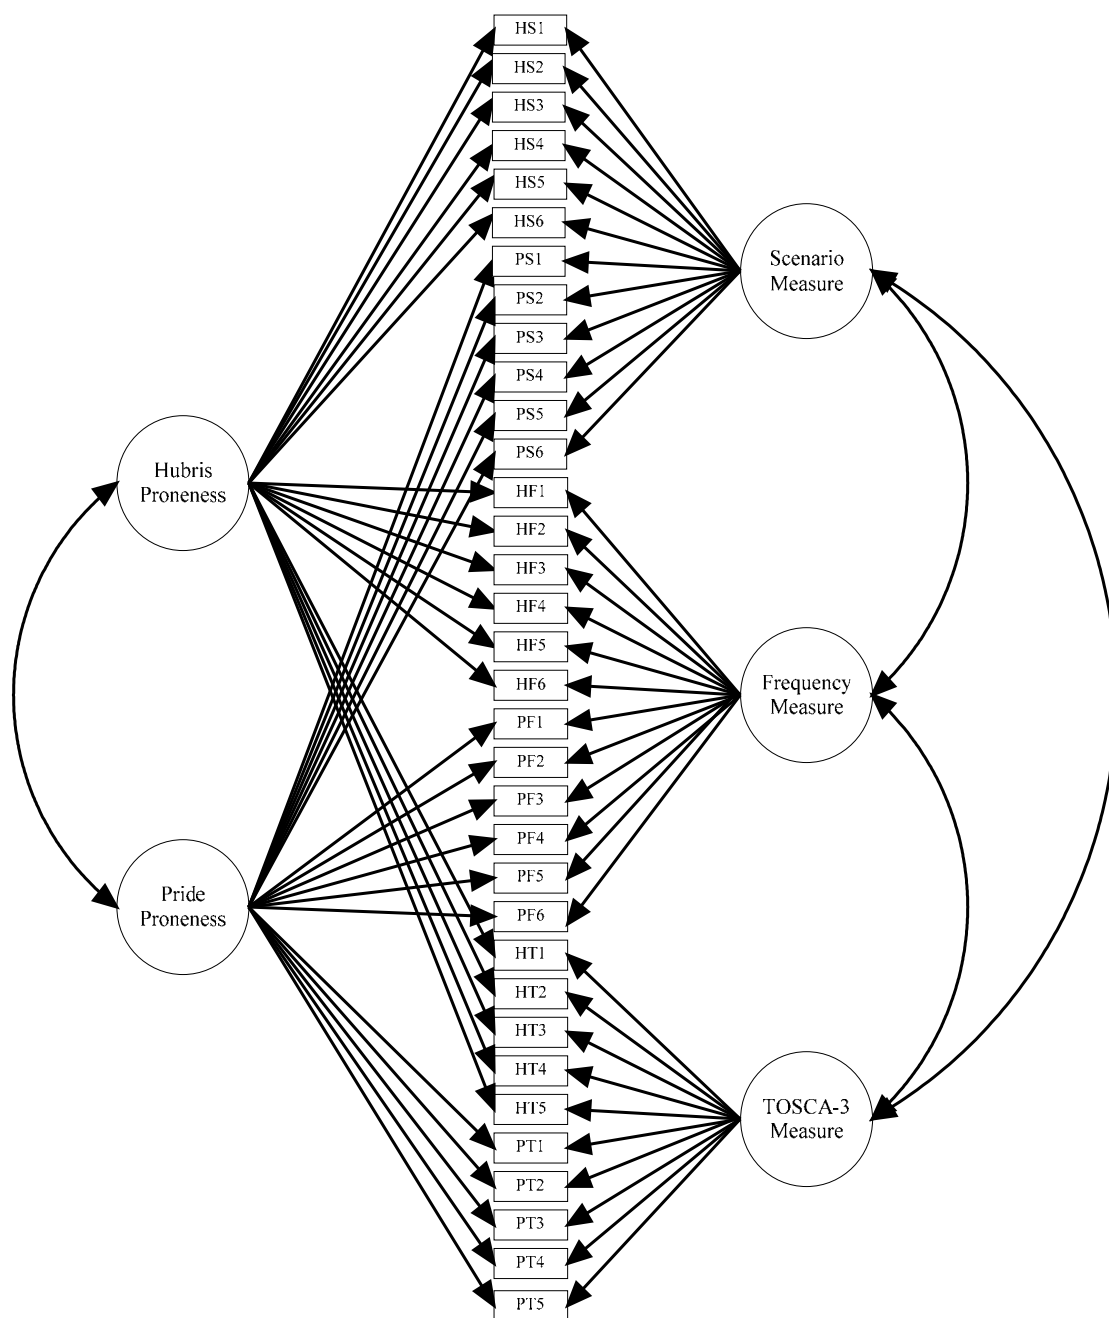 HS1
HS2
HS3
HS4
HS5
HS6
PS1
PS2
PS3
PS4
PS5
PS6
HF1
HF2
HF3
HF4
HF5
HF6
PF1
PF2
PF3
PF4
PF5
PF6
HT1
HT2
HT3
HT4
HT5
PT1
PT2
PT3
PT4
PT5
Hubris
Proneness
Pride
Proneness
Scenario
Measure
Frequency
Measure
TOSCA-3
Measure